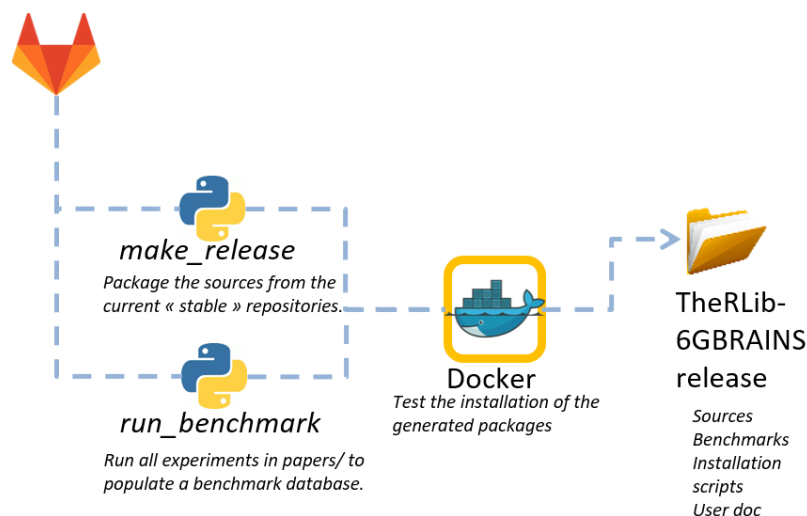 make_release
Package the sources from the
current « stable » repositories.
run_benchmark
Run all experiments in papers/ to
populate a benchmark database.
Docker
Test the installation of the
generated packages
TheRLib-
6GBRAINS
release
Sources
Benchmarks
Installation
scripts
User doc